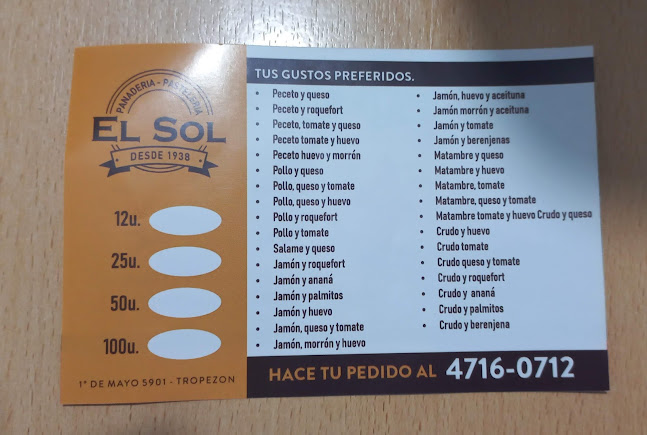 PANADERIA - PASTELERIA
EL SOL
DESDE 1938
12u.
25u.
50u.
100u.
1° DE MAYO 5901 - TROPEZON
TUS GUSTOS PREFERIDOS.
• Peceto y queso
• Peceto y roquefort
• Peceto, tomate y queso
• Peceto tomate y huevo
• Peceto huevo y morrón
• Pollo y queso
• Pollo, queso y tomate
• Pollo, queso y huevo
• Pollo y roquefort
• Pollo y tomate
• Salame y queso
• Jamón y roquefort
• Jamón y ananá
• Jamón y palmitos
• Jamón y huevo
• Jamón, queso y tomate
• Jamón, morrón y huevo
• Jamón, huevo y aceituna
• Jamón morrón y aceituna
• Jamón y tomate
• Jamón y berenjenas
• Matambre y queso
• Matambre y huevo
• Matambre, tomate
• Matambre, queso y tomate
• Matambre tomate y huevo Crudo y queso
• Crudo y huevo
• Crudo tomate
• Crudo queso y tomate
• Crudo y roquefort
• Crudo y ananá
• Crudo y palmitos
• Crudo y berenjena
HACE TU PEDIDO AL 4716-0712